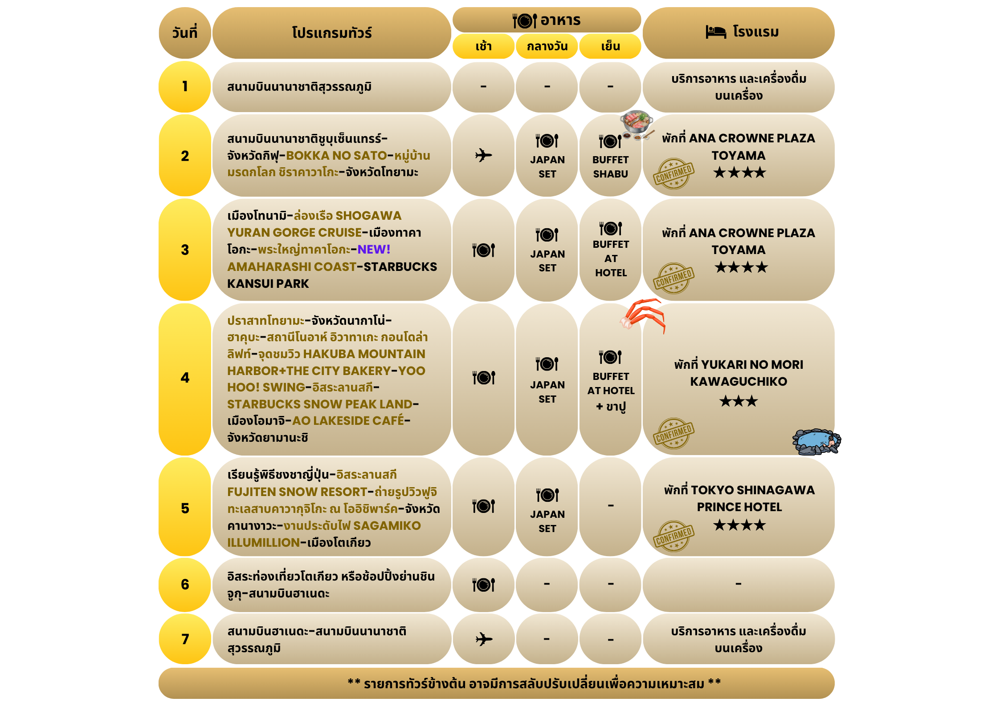 วันที่
โปรแกรมทัวร์
อาหาร
เช้า
กลางวัน
เย็น
โรงแรม
1
สนามบินนานาชาติสุวรรณภูมิ
-
-
-
บริการอาหาร และเครื่องดื่ม
บนเครื่อง
2
สนามบินนานาชาติชูบุเซ็นแทรร์-
จังหวัดกิฟุ-BOKKA NO SATO-หมู่บ้าน
มรดกโลก ชิราคาวาโกะ-จังหวัดโทยามะ
JAPAN
SET
BUFFET
SHABU
พักที่ ANA CROWNE PLAZA
TOYAMA
★★★★
CONFIRMED
3
เมืองโทนามิ-ล่องเรือ SHOGAWA
YURAN GORGE CRUISE-เมืองทาคา
โอกะ-พระใหญ่ทาคาโอกะ-NEW!
AMAHARASHI COAST-STARBUCKS
KANSUI PARK
JAPAN
SET
BUFFET
AT
HOTEL
พักที่ ANA CROWNE PLAZA
TOYAMA
★★★★
CONFIRMED
4
ปราสาทโทยามะ-จังหวัดนากาโน่-
ฮาคุบะ-สถานีโนอาห์ อิวาทาเกะ กอนโดล่า
ลิฟท์-จุดชมวิว HAKUBA MOUNTAIN
HARBOR+THE CITY BAKERY-YOO
HOO! SWING-อิสระลานสกี-
STARBUCKS SNOW PEAK LAND-
เมืองโอมาจิ-AO LAKESIDE CAFÉ-
จังหวัดยามานะชิ
JAPAN
SET
BUFFET
AT HOTEL
+ ขาปู
พักที่ YUKARI NO MORI
KAWAGUCHIKO
★★★
CONFIRMED
5
เรียนรู้พิธีชงชาญี่ปุ่น-อิสระลานสกี
FUJITEN SNOW RESORT-ถ่ายรูปวิวฟูจิ
ทะเลสาบคาวากุจิโกะ ณ โออิชิพาร์ค-จังหวัด
คานางาวะ-งานประดับไฟ SAGAMIKO
ILLUMILLION-เมืองโตเกียว
JAPAN
SET
-
พักที่ TOKYO SHINAGAWA
PRINCE HOTEL
★★★★
CONFIRMED
6
อิสระท่องเที่ยวโตเกียว หรือช้อปปิ้งย่านชิน
จูกุ-สนามบินฮาเนดะ
-
-
-
7
สนามบินฮาเนดะ-สนามบินนานาชาติ
สุวรรณภูมิ
-
-
บริการอาหาร และเครื่องดื่ม
บนเครื่อง
** รายการทัวร์ข้างต้น อาจมีการสลับปรับเปลี่ยนเพื่อความเหมาะสม **